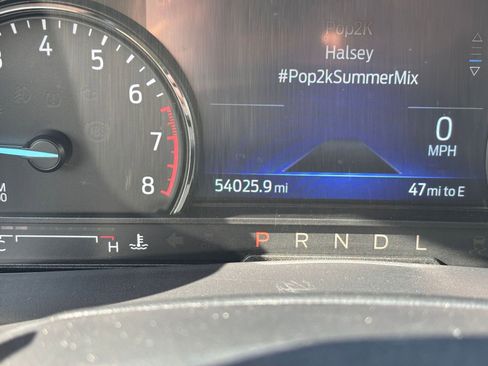 Pop2K
Halsey
#Pop2kSummerMix
4 5 6 7 8
0
MPH
54025.9 mi
47 mi to E
C H
P R N D L